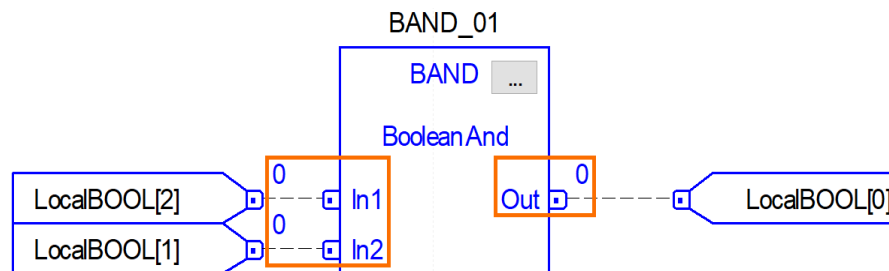 BAND_01
BAND ...
Boolean And
0
0
LocalBOOL[2]
In1
Out
LocalBOOL[0]
0
LocalBOOL[1]
In2